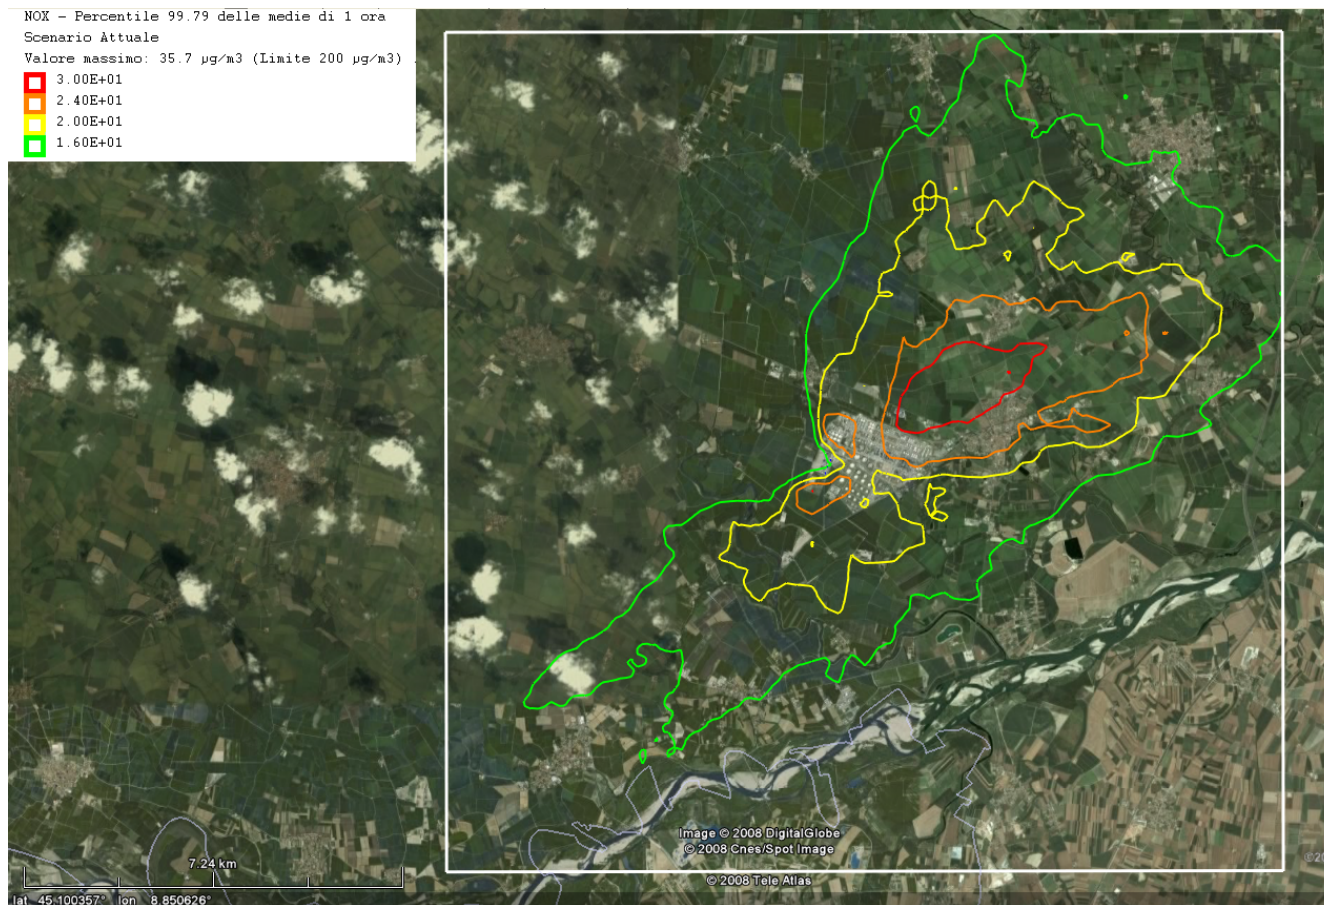 NOX - Percentile 99.79 delle medie di 1 ora
Scenario Attuale
Valore massimo: 35.7 µg/m3 (Limite 200 µg/m3)
3.00E+01
2.40E+01
2.00E+01
1.60E+01
Image © 2008 DigitalGlobe
© 2008 Cnes/Spot Image
7.24 km
© 2008 Tele Atlas
lat 45.100357° lon 8.850626°